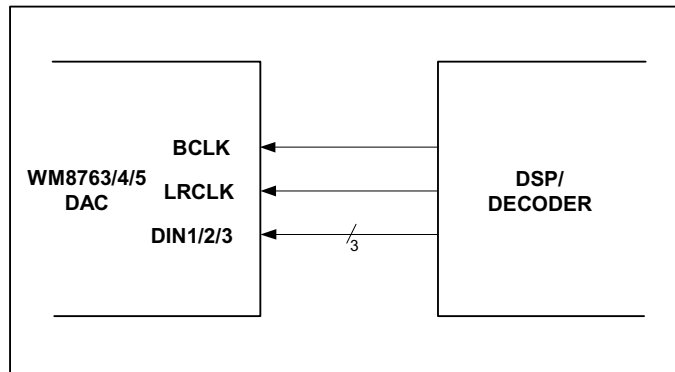 BCLK
WM8763/4/5
DAC
LRCLK
DIN1/2/3
3
DSP/
DECODER